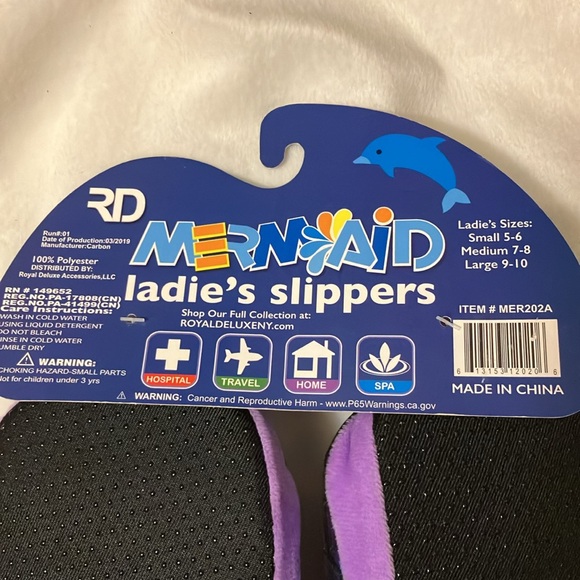 RD
Run#:01
Date of Production:03/2019
Manufacturer:Carbon
100% Polyester
DISTRIBUTED BY:
Royal Deluxe Accessories,LLC
RN # 149652
REG.NO.PA-17808(CN)
REG.NO.PA-41499(CN)
Care Instructions:
WASH IN COLD WATER
USING LIQUID DETERGENT
DO NOT BLEACH
RINSE IN COLD WATER
TUMBLE DRY
WARNING:
CHOKING HAZARD-SMALL PARTS
Not for children under 3 yrs
MERMAID
ladie's slippers
Shop Our Full Collection at:
ROYALDELUXENY.com
HOSPITAL
TRAVEL
HOME
SPA
WARNING: Cancer and Reproductive Harm - www.P65Warnings.ca.gov
Ladie's Sizes:
Small 5-6
Medium 7-8
Large 9-10
ITEM # MER202A
6 13153 12020 6
MADE IN CHINA